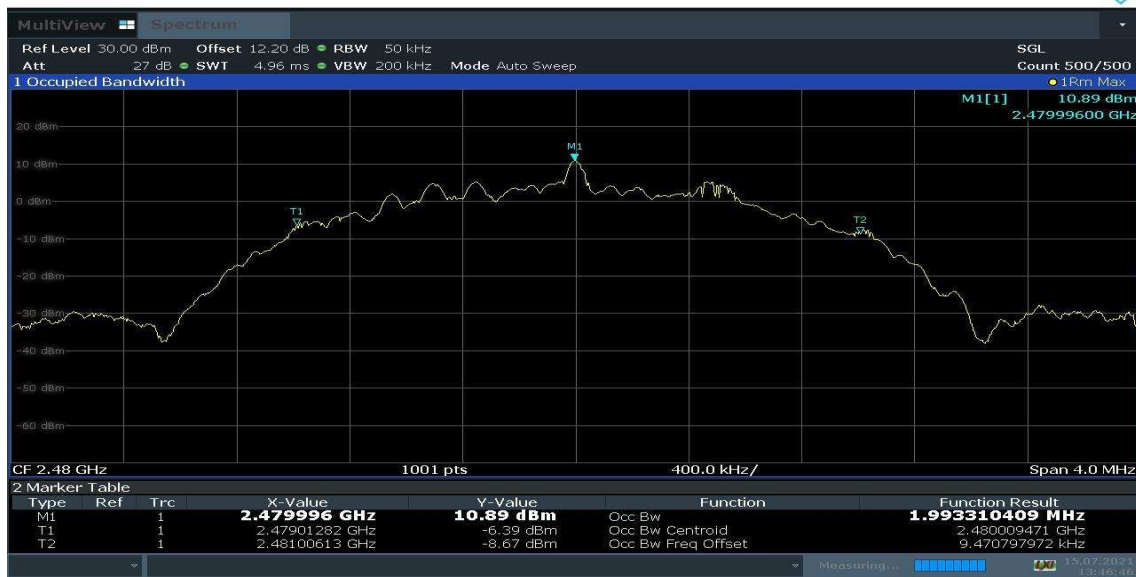 MultiView Spectrum
Ref Level 30.00 dBm Offset 12.20 dB RBW 50 kHz SGL
Att 27 dB SWT 4.96 ms VBW 200 kHz Mode Auto Sweep Count 500/500
1 Occupied Bandwidth 1Rm Max
M1[1] 10.89 dBm
2.47999600 GHz
20 dBm
M1
10 dBm
0 dBm
T1
T2
-10 dBm
-20 dBm
-30 dBm
-40 dBm
-50 dBm
-60 dBm
CF 2.48 GHz 1001 pts 400.0 kHz/ Span 4.0 MHz
2 Marker Table
Type Ref Trc X-Value Y-Value Function Function Result
M1 1 2.479996 GHz 10.89 dBm Occ Bw 1.993310409 MHz
T1 1 2.47901282 GHz -6.39 dBm Occ Bw Centroid 2.480009471 GHz
T2 1 2.48100613 GHz -8.67 dBm Occ Bw Freq Offset 9.470797972 kHz
Measuring... 15.07.2021
13:46:46